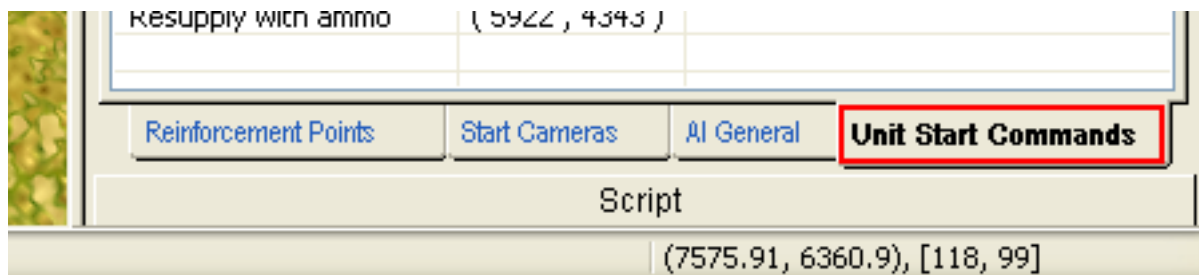 Resupply with ammo ( 5922 , 4343 )
Reinforcement Points Start Cameras AI General Unit Start Commands
Script
(7575.91, 6360.9), [118, 99]